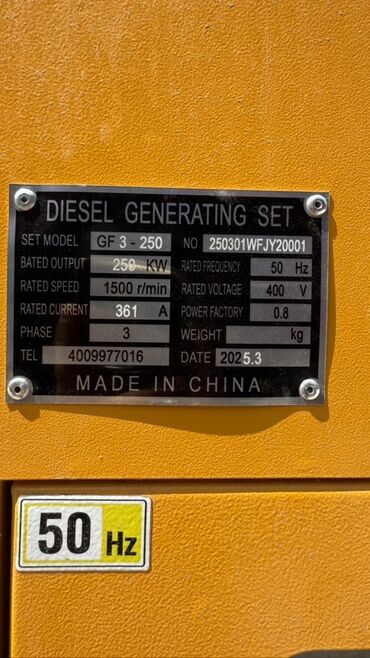 DIESEL GENERATING SET
SET MODEL GF 3 - 250 NO 250301WFJY20001
BATED OUTPUT 250 KW RATED FREQUENCY 50 Hz
RATED SPEED 1500 r/min RATED VOLTAGE 400 V
RATED CURRENT 361 A POWER FACTORY 0.8
PHASE 3 WEIGHT kg
TEL 4009977016 DATE 2025.3
MADE IN CHINA
50 Hz